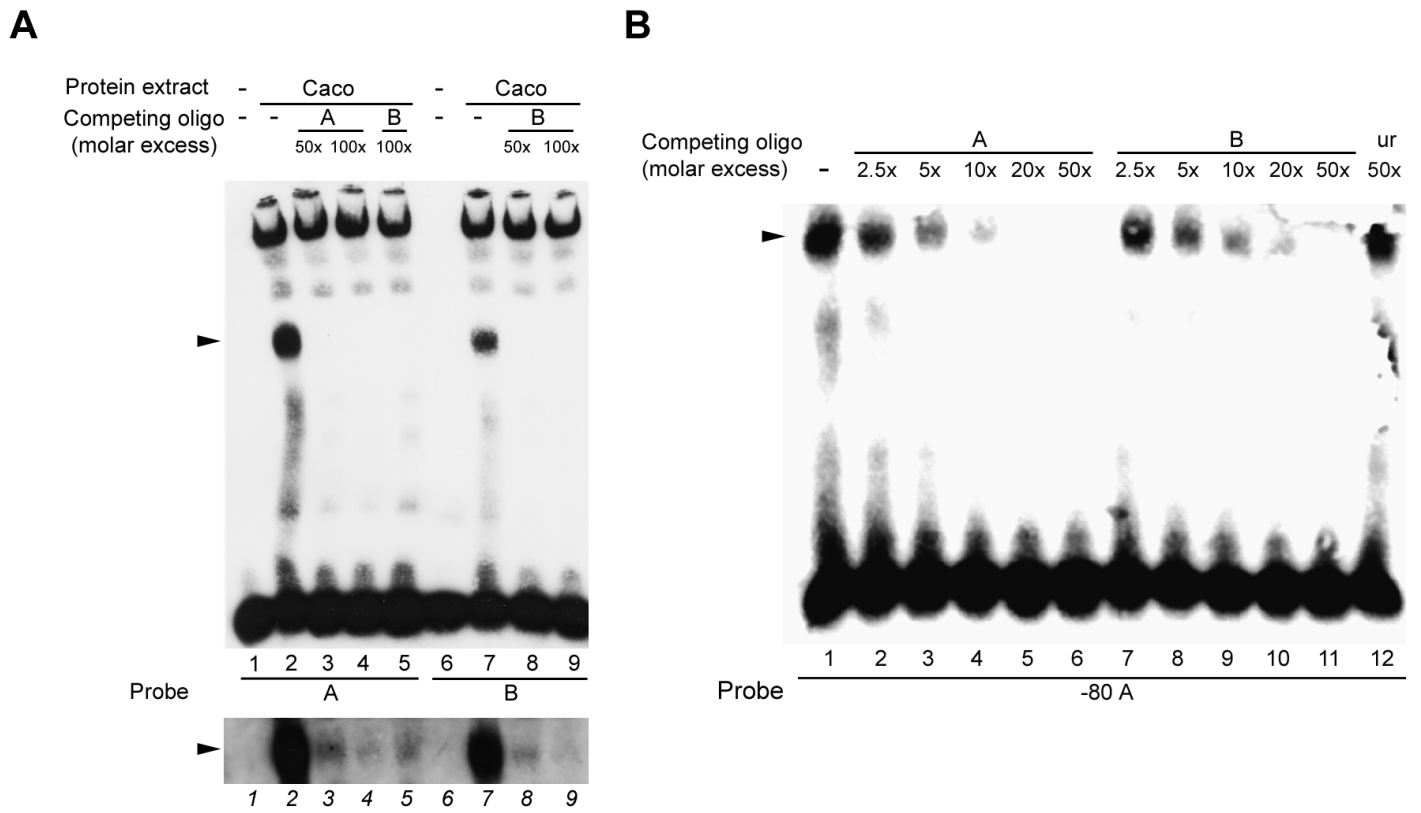 A
Protein extract - Caco - Caco
Competing oligo - - A B - - B
(molar excess) 50x 100x 100x 50x 100x
1 2 3 4 5 6 7 8 9
Probe A B
1 2 3 4 5 6 7 8 9
B
Competing oligo A B ur
(molar excess) - 2.5x 5x 10x 20x 50x 2.5x 5x 10x 20x 50x 50x
1 2 3 4 5 6 7 8 9 10 11 12
Probe -80 A